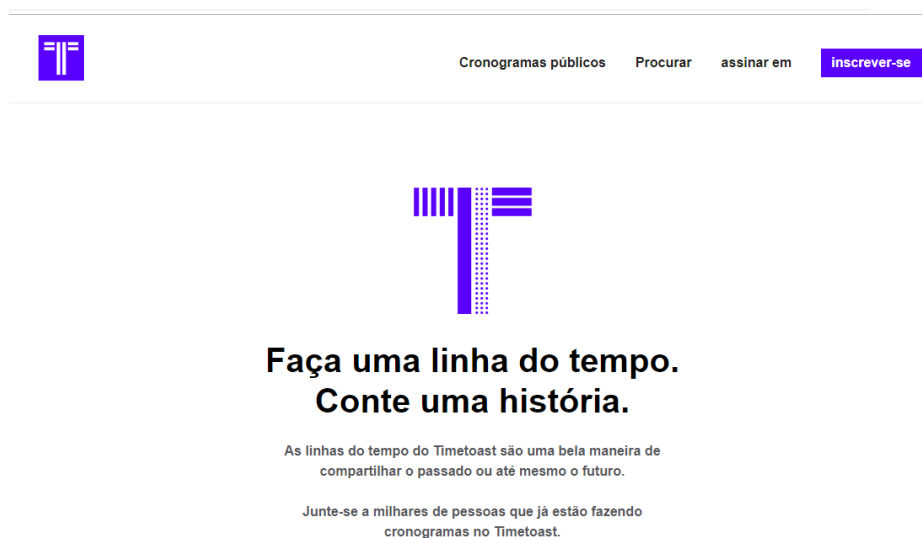 Cronogramas públicos Procurar assinar em inscrever-se
Faça uma linha do tempo.
Conte uma história.
As linhas do tempo do Timetoast são uma bela maneira de
compartilhar o passado ou até mesmo o futuro.
Junte-se a milhares de pessoas que já estão fazendo
cronogramas no Timetoast.